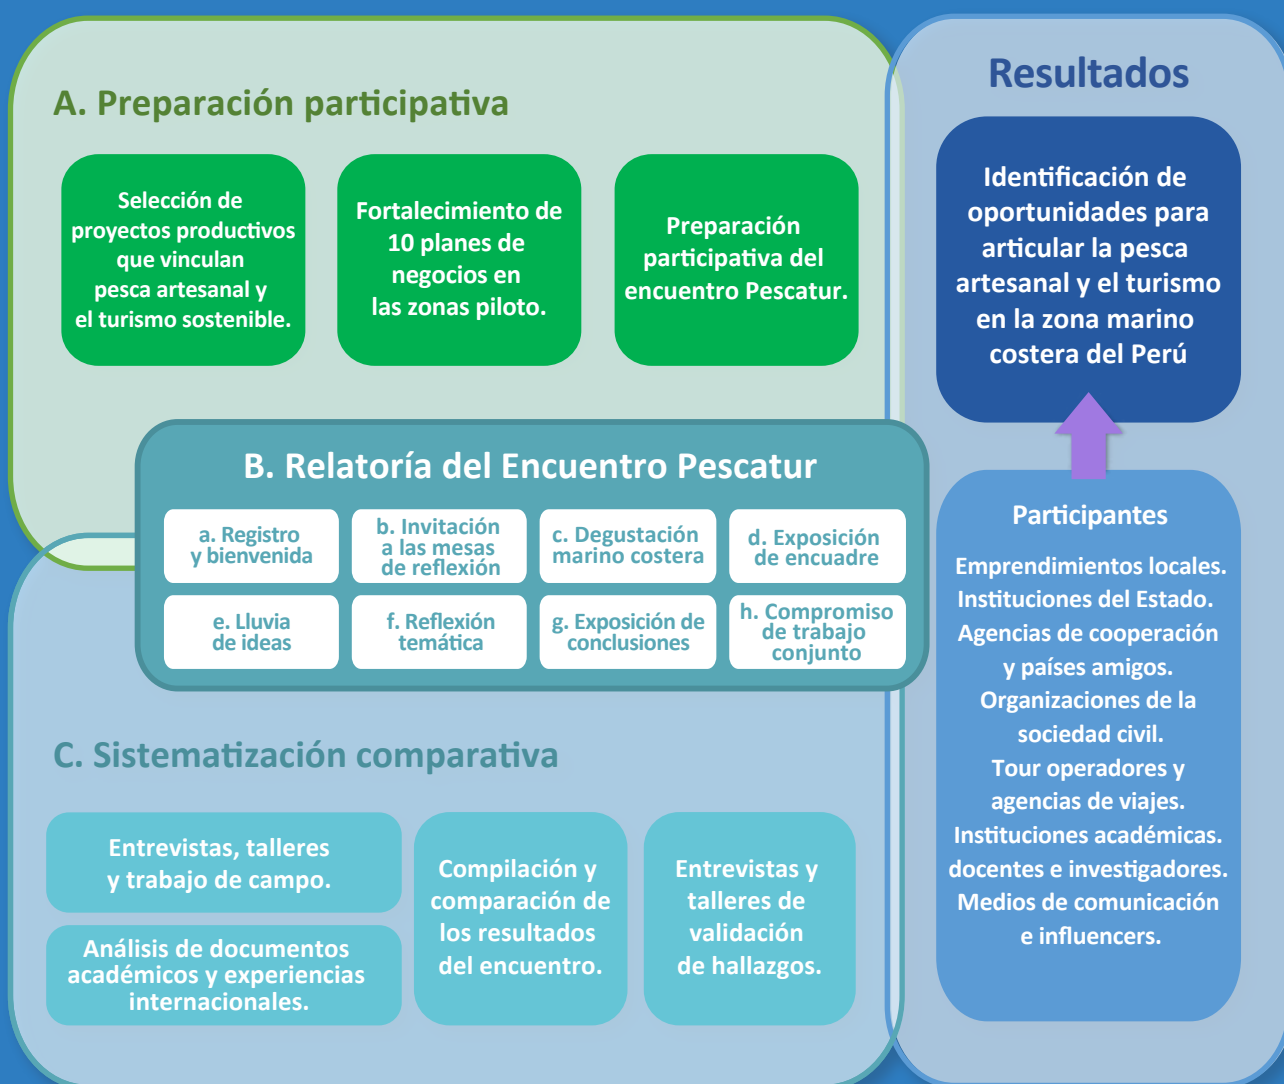 A. Preparación participativa
Selección de
proyectos productivos
que vinculan
pesca artesanal y
el turismo sostenible.
Fortalecimiento de
10 planes de
negocios en
las zonas piloto.
Preparación
participativa del
encuentro Pescatur.
B. Relatoría del Encuentro Pescatur
a. Registro
y bienvenida
b. Invitación
a las mesas
de reflexión
c. Degustación
marino costera
d. Exposición
de encuadre
e. Lluvia
de ideas
f. Reflexión
temática
g. Exposición de
conclusiones
h. Compromiso
de trabajo
conjunto
C. Sistematización comparativa
Entrevistas, talleres
y trabajo de campo.
Análisis de documentos
académicos y experiencias
internacionales.
Compilación y
comparación de
los resultados
del encuentro.
Entrevistas y
talleres de
validación
de hallazgos.
Resultados
Identificación de
oportunidades para
articular la pesca
artesanal y el turismo
en la zona marino
costera del Perú
Participantes
Emprendimientos locales.
Instituciones del Estado.
Agencias de cooperación
y países amigos.
Organizaciones de la
sociedad civil.
Tour operadores y
agencias de viajes.
Instituciones académicas.
docentes e investigadores.
Medios de comunicación
e influencers.